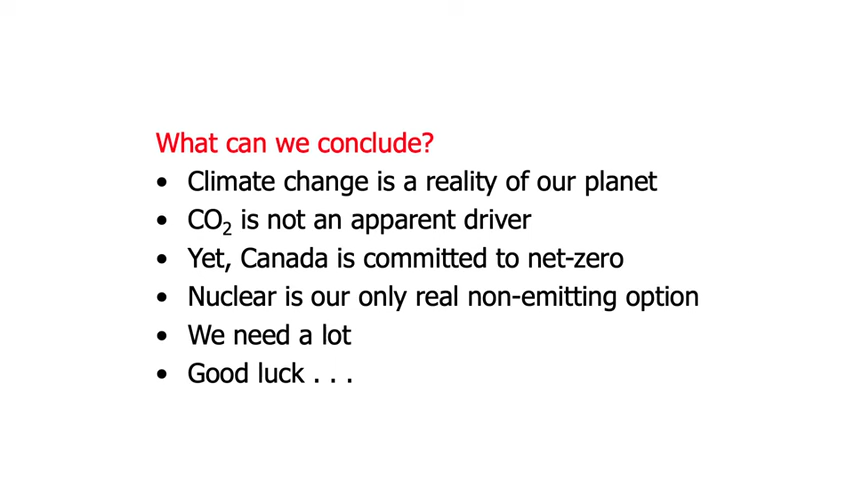 What can we conclude?
• Climate change is a reality of our planet
• CO₂ is not an apparent driver
• Yet, Canada is committed to net-zero
• Nuclear is our only real non-emitting option
• We need a lot
• Good luck . . .